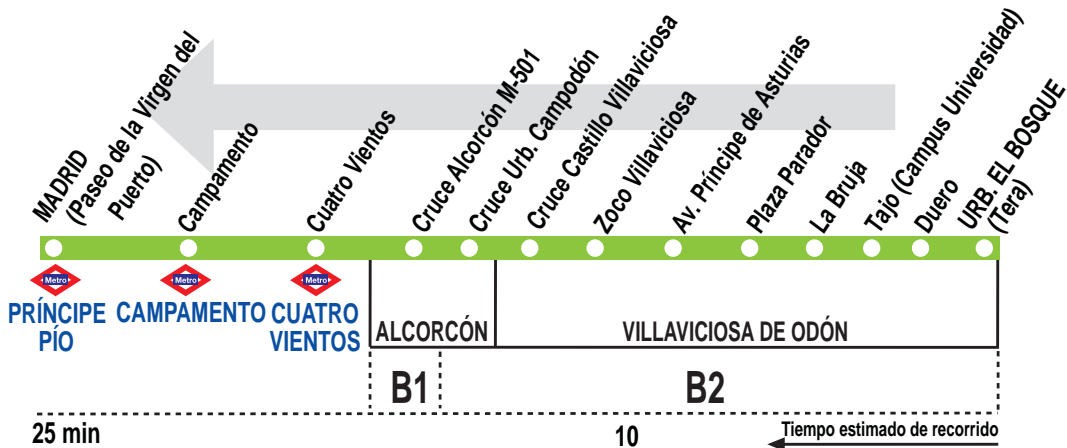 MADRID
(Paseo de la Virgen del
Puerto)
Campamento
Cuatro Vientos
Cruce Alcorcón M-501
Cruce Urb. Campodón
Cruce Castillo Villaviciosa
Zoco Villaviciosa
Av. Príncipe de Asturias
Plaza Parador
La Bruja
Tajo (Campus Universidad)
Duero
URB. EL BOSQUE
(Tera)
Metro
Metro
Metro
PRÍNCIPE
PÍO
CAMPAMENTO
CUATRO
VIENTOS
ALCORCÓN
VILLAVICIOSA DE ODÓN
B1
B2
25 min
10
Tiempo estimado de recorrido